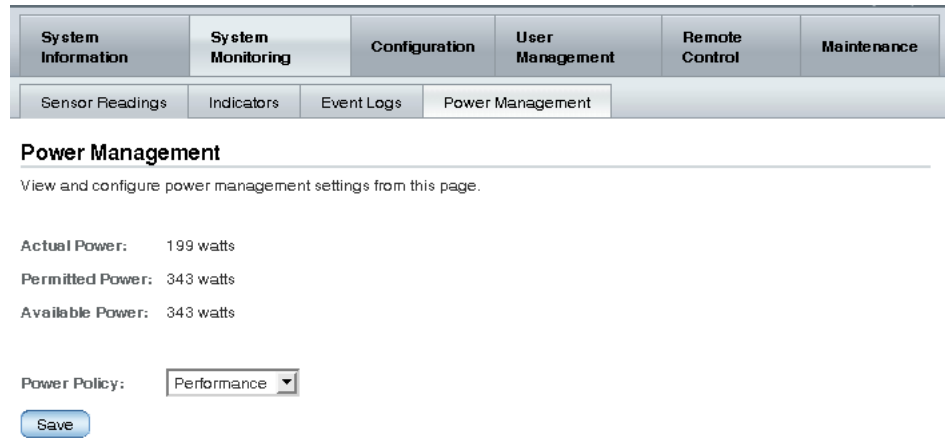 System Information
System Monitoring
Configuration
User Management
Remote Control
Maintenance
Sensor Readings
Indicators
Event Logs
Power Management
Power Management
View and configure power management settings from this page.
Actual Power: 199 watts
Permitted Power: 343 watts
Available Power: 343 watts
Power Policy: Performance
Save